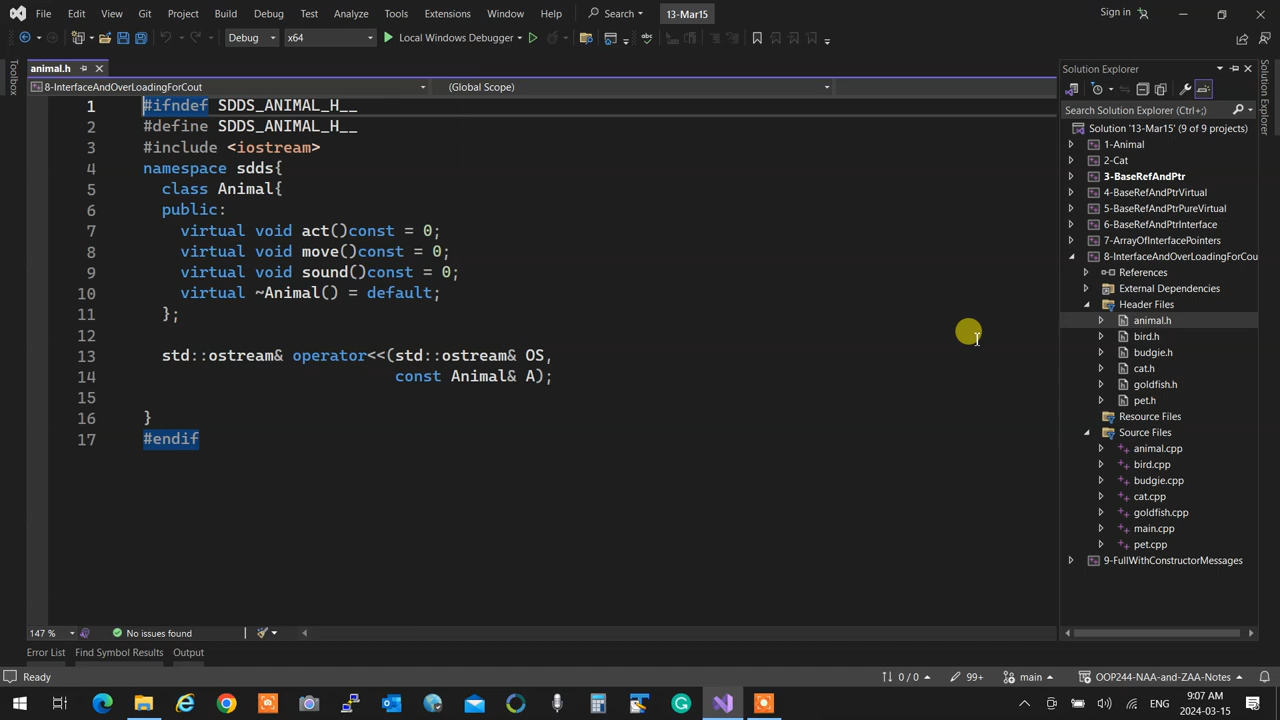 File Edit View Git Project Build Debug Test Analyze Tools Extensions Window Help Search 13-Mar15 Sign in
Debug x64 Local Windows Debugger
animal.h
8-InterfaceAndOverLoadingForCout (Global Scope)
Toolbox
1 #ifndef SDDS_ANIMAL_H__
2 #define SDDS_ANIMAL_H__
3 #include <iostream>
4 namespace sdds{
5 class Animal{
6 public:
7 virtual void act()const = 0;
8 virtual void move()const = 0;
9 virtual void sound()const = 0;
10 virtual ~Animal() = default;
11 };
12
13 std::ostream& operator<<(std::ostream& OS,
14 const Animal& A);
15
16 }
17 #endif
147 % No issues found
Error List Find Symbol Results Output
Solution Explorer
Search Solution Explorer (Ctrl+;)
Solution '13-Mar15' (9 of 9 projects)
1-Animal
2-Cat
3-BaseRefAndPtr
4-BaseRefAndPtrVirtual
5-BaseRefAndPtrPureVirtual
6-BaseRefAndPtrInterface
7-ArrayOfInterfacePointers
8-InterfaceAndOverLoadingForCou
References
External Dependencies
Header Files
animal.h
bird.h
budgie.h
cat.h
goldfish.h
pet.h
Resource Files
Source Files
animal.cpp
bird.cpp
budgie.cpp
cat.cpp
goldfish.cpp
main.cpp
pet.cpp
9-FullWithConstructorMessages
Solution Explorer
Ready 0 / 0 99+ main OOP244-NAA-and-ZAA-Notes
ENG 9:07 AM
2024-03-15